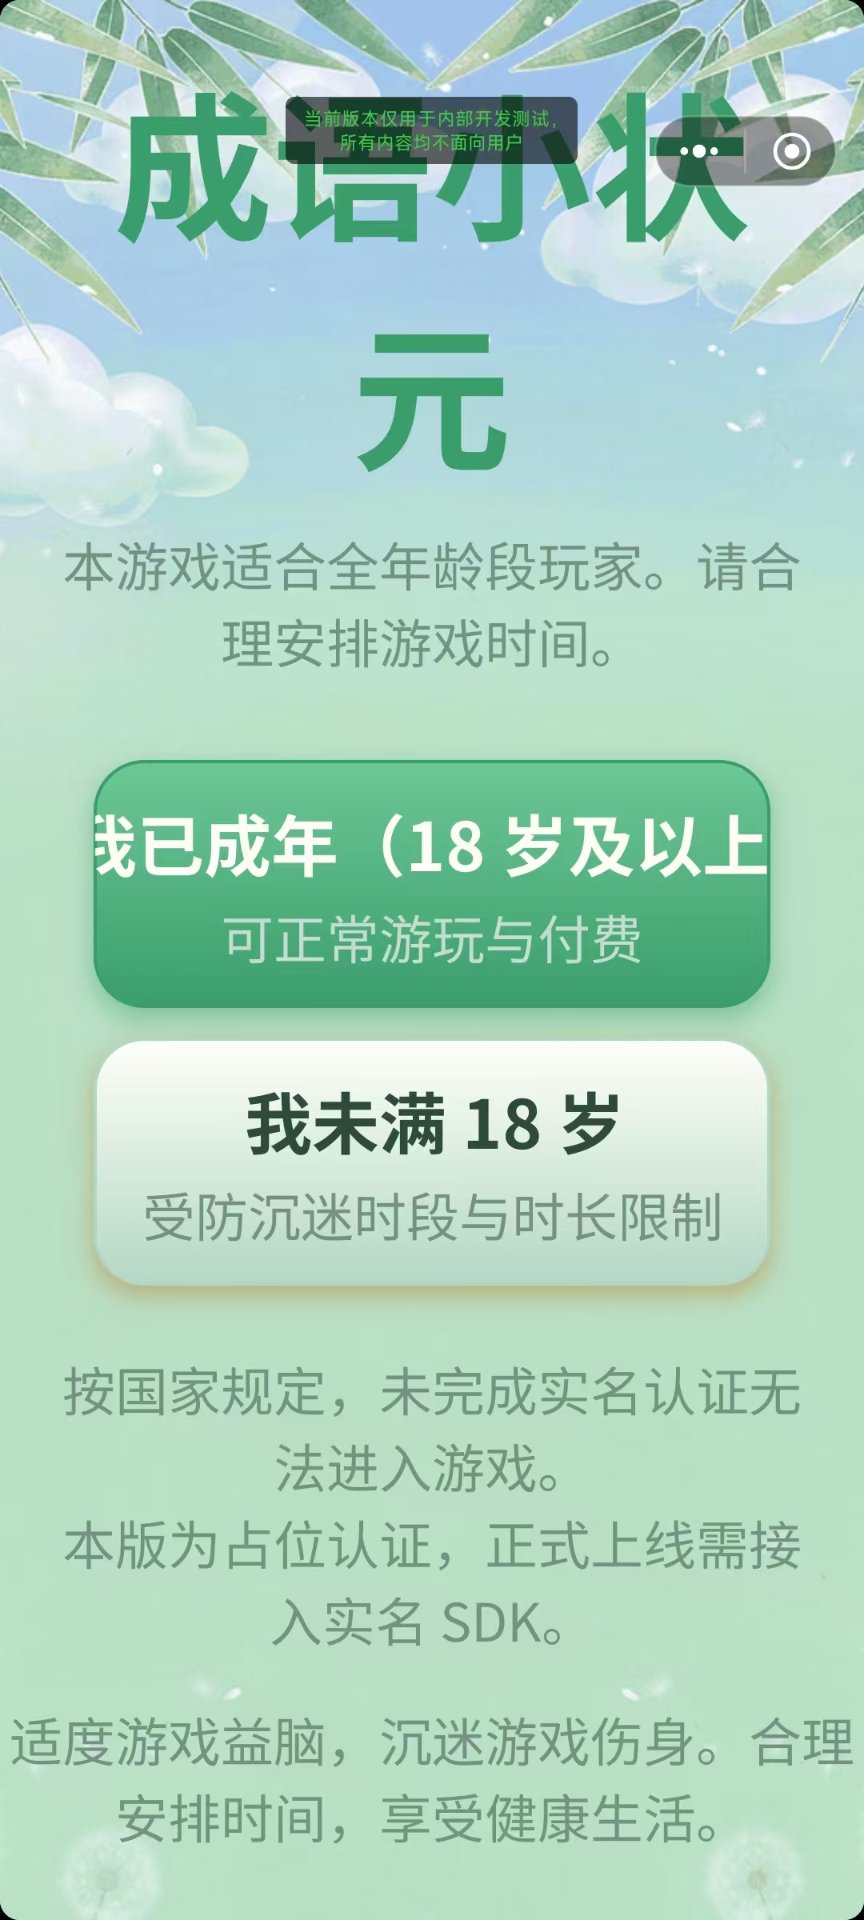 当前版本仅用于内部开发测试，
所有内容均不面向用户
成语小状
元
本游戏适合全年龄段玩家。请合
理安排游戏时间。
我已成年（18 岁及以上
可正常游玩与付费
我未满 18 岁
受防沉迷时段与时长限制
按国家规定，未完成实名认证无
法进入游戏。
本版为占位认证，正式上线需接
入实名 SDK。
适度游戏益脑，沉迷游戏伤身。合理
安排时间，享受健康生活。